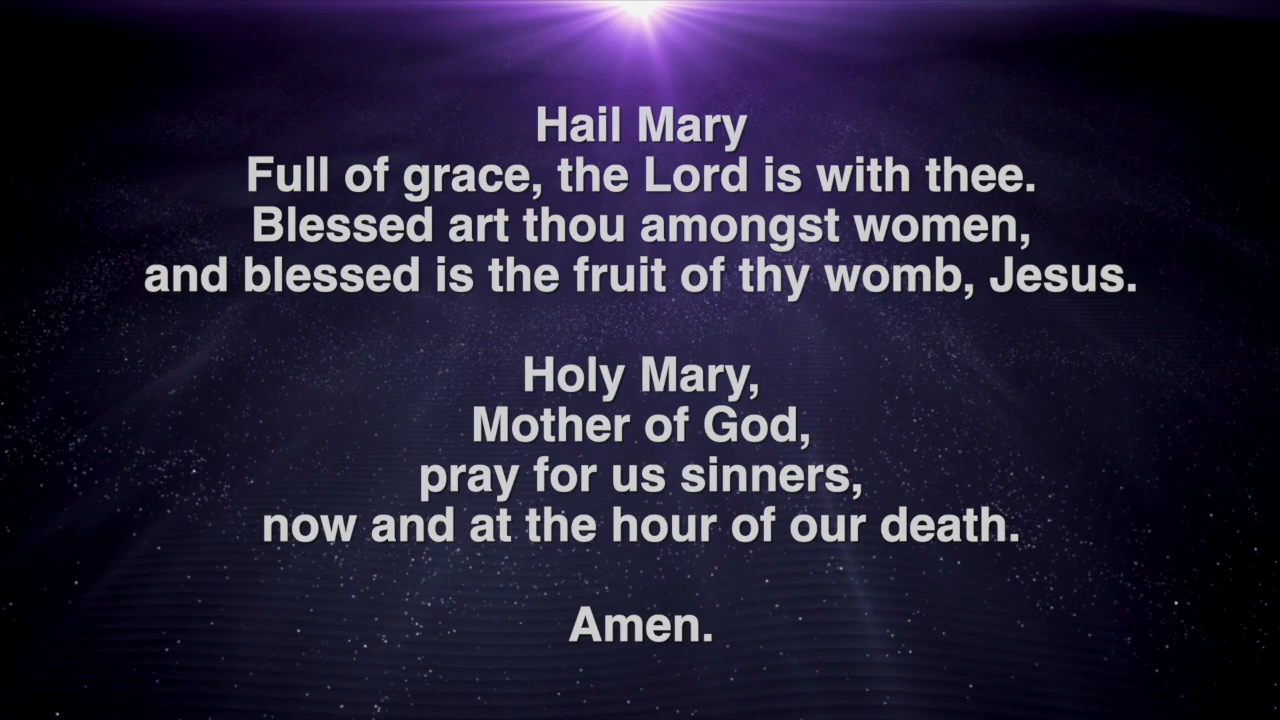 Hail Mary
Full of grace, the Lord is with thee.
Blessed art thou amongst women,
and blessed is the fruit of thy womb, Jesus.
Holy Mary,
Mother of God,
pray for us sinners,
now and at the hour of our death.
Amen.